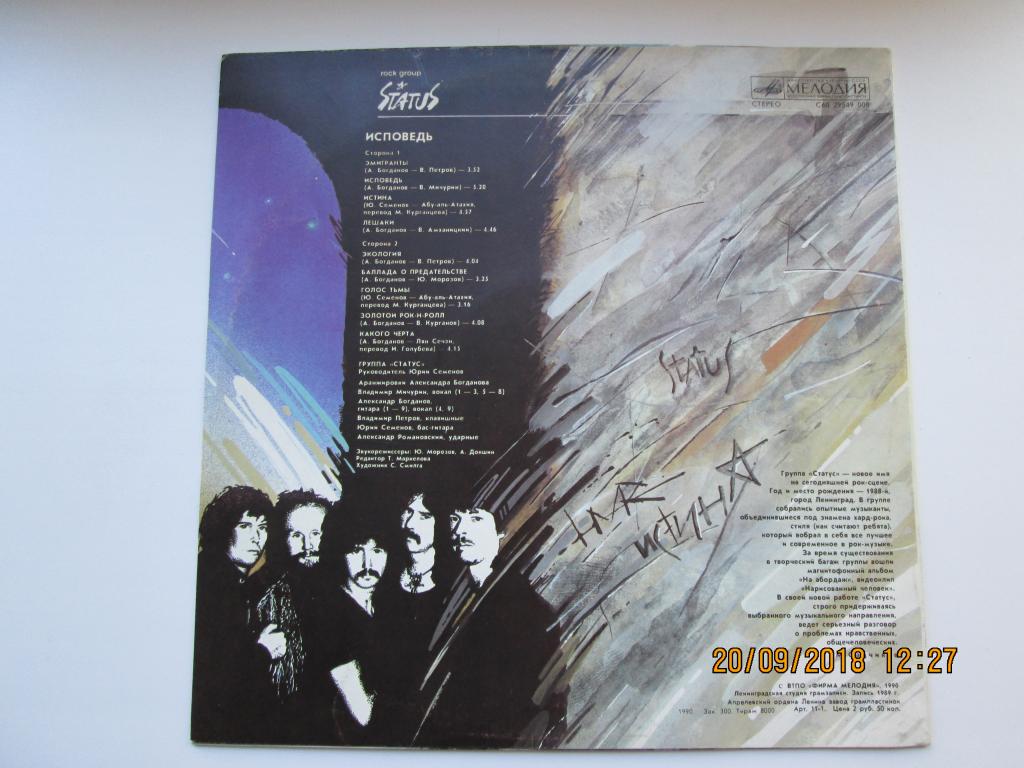 rock group
STATUS
МЕЛОДИЯ
СТЕРЕО
С60 29549 008
ИСПОВЕДЬ
Сторона 1
ЭМИГРАНТЫ
(А. Богданов — В. Петров) — 3.52
ИСПОВЕДЬ
(А. Богданов — В. Мичурин) — 5.20
ИСТИНА
(Ю. Семенов — Абу-аль-Атахия,
перевод М. Курганцева) — 4.57
ЛЕШАКИ
(А. Богданов — В. Амзаницкин) — 4.46
Сторона 2
ЭКОЛОГИЯ
(А. Богданов — В. Петров) — 4.04
БАЛЛАДА О ПРЕДАТЕЛЬСТВЕ
(А. Богданов — Ю. Морозов) — 3.35
ГОЛОС ТЬМЫ
(Ю. Семенов — Абу-аль-Атахия,
перевод М. Курганцева) — 3.16
ЗОЛОТОЙ РОК-Н-РОЛЛ
(А. Богданов — В. Курганов) — 4.08
КАКОГО ЧЕРТА
(А. Богданов — Лян Сечэн,
перевод И. Голубева) — 4.15
ГРУППА «СТАТУС»
Руководитель Юрий Семенов
Аранжировки Александра Богданова
Владимир Мичурин, вокал (1 — 3, 5 — 8)
Александр Богданов,
гитара (1 — 9), вокал (4, 9)
Владимир Петров, клавишные
Юрий Семенов, бас-гитара
Александр Романовский, ударные
Звукорежиссеры: Ю. Морозов, А. Докшин
Редактор Т. Маркелова
Художник С. Смилга
STATUS
HARD
ИСТИНА
Группа «Статус» — новое имя
на сегодняшней рок-сцене.
Год и место рождения — 1988-й,
город Ленинград. В группе
собрались опытные музыканты,
объединившиеся под знамена хард-рока,
стиля (как считают ребята),
который вобрал в себя все лучшее
и современное в рок-музыке.
За время существования
в творческий багаж группы вошли
магнитофонный альбом
«На абордаж», видеоклип
«Нарисованный человек».
В своей новой работе «Статус»,
строго придерживаясь
выбранного музыкального направления,
ведет серьезный разговор
о проблемах нравственных,
общечеловеческих.
20/09/2018 12:27
© ВТПО «ФИРМА МЕЛОДИЯ», 1990
Ленинградская студия грамзаписи. Запись 1989 г.
Апрелевский ордена Ленина завод грампластинок
1990. Зак. 300. Тираж 8000 Арт. 11-1. Цена 2 руб. 50 коп.